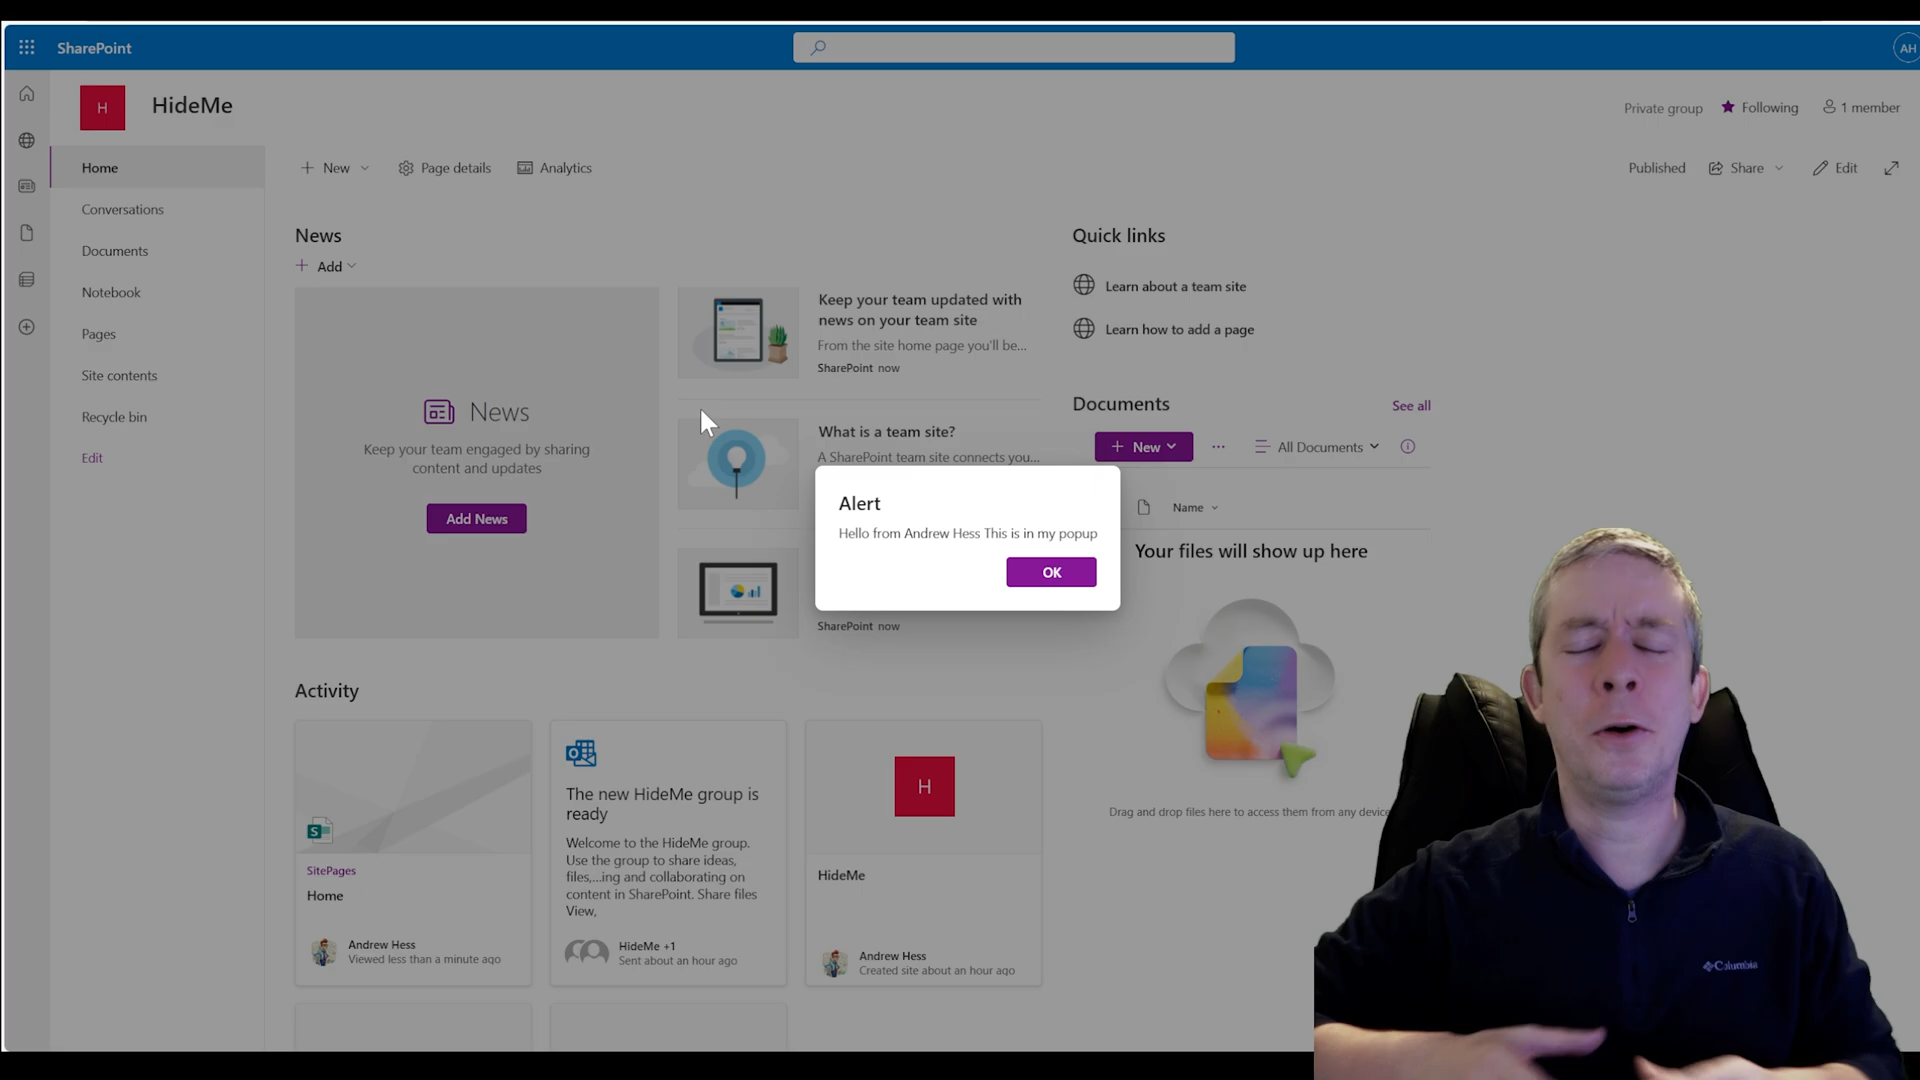 SharePoint
AH
H
HideMe
Private group
Following
1 member
Home
Conversations
Documents
Notebook
Pages
Site contents
Recycle bin
Edit
New
Page details
Analytics
Published
Share
Edit
News
Add
News
Keep your team engaged by sharing
content and updates
Add News
Keep your team updated with
news on your team site
From the site home page you'll be...
SharePoint now
What is a team site?
A SharePoint team site connects you...
SharePoint now
Quick links
Learn about a team site
Learn how to add a page
Documents
See all
New
All Documents
Name
Your files will show up here
Drag and drop files here to access them from any device
Alert
Hello from Andrew Hess This is in my popup
OK
Activity
S
SitePages
Home
Andrew Hess
Viewed less than a minute ago
The new HideMe group is
ready
Welcome to the HideMe group.
Use the group to share ideas,
files,...ing and collaborating on
content in SharePoint. Share files
View,
HideMe +1
Sent about an hour ago
H
HideMe
Andrew Hess
Created site about an hour ago
Columbia